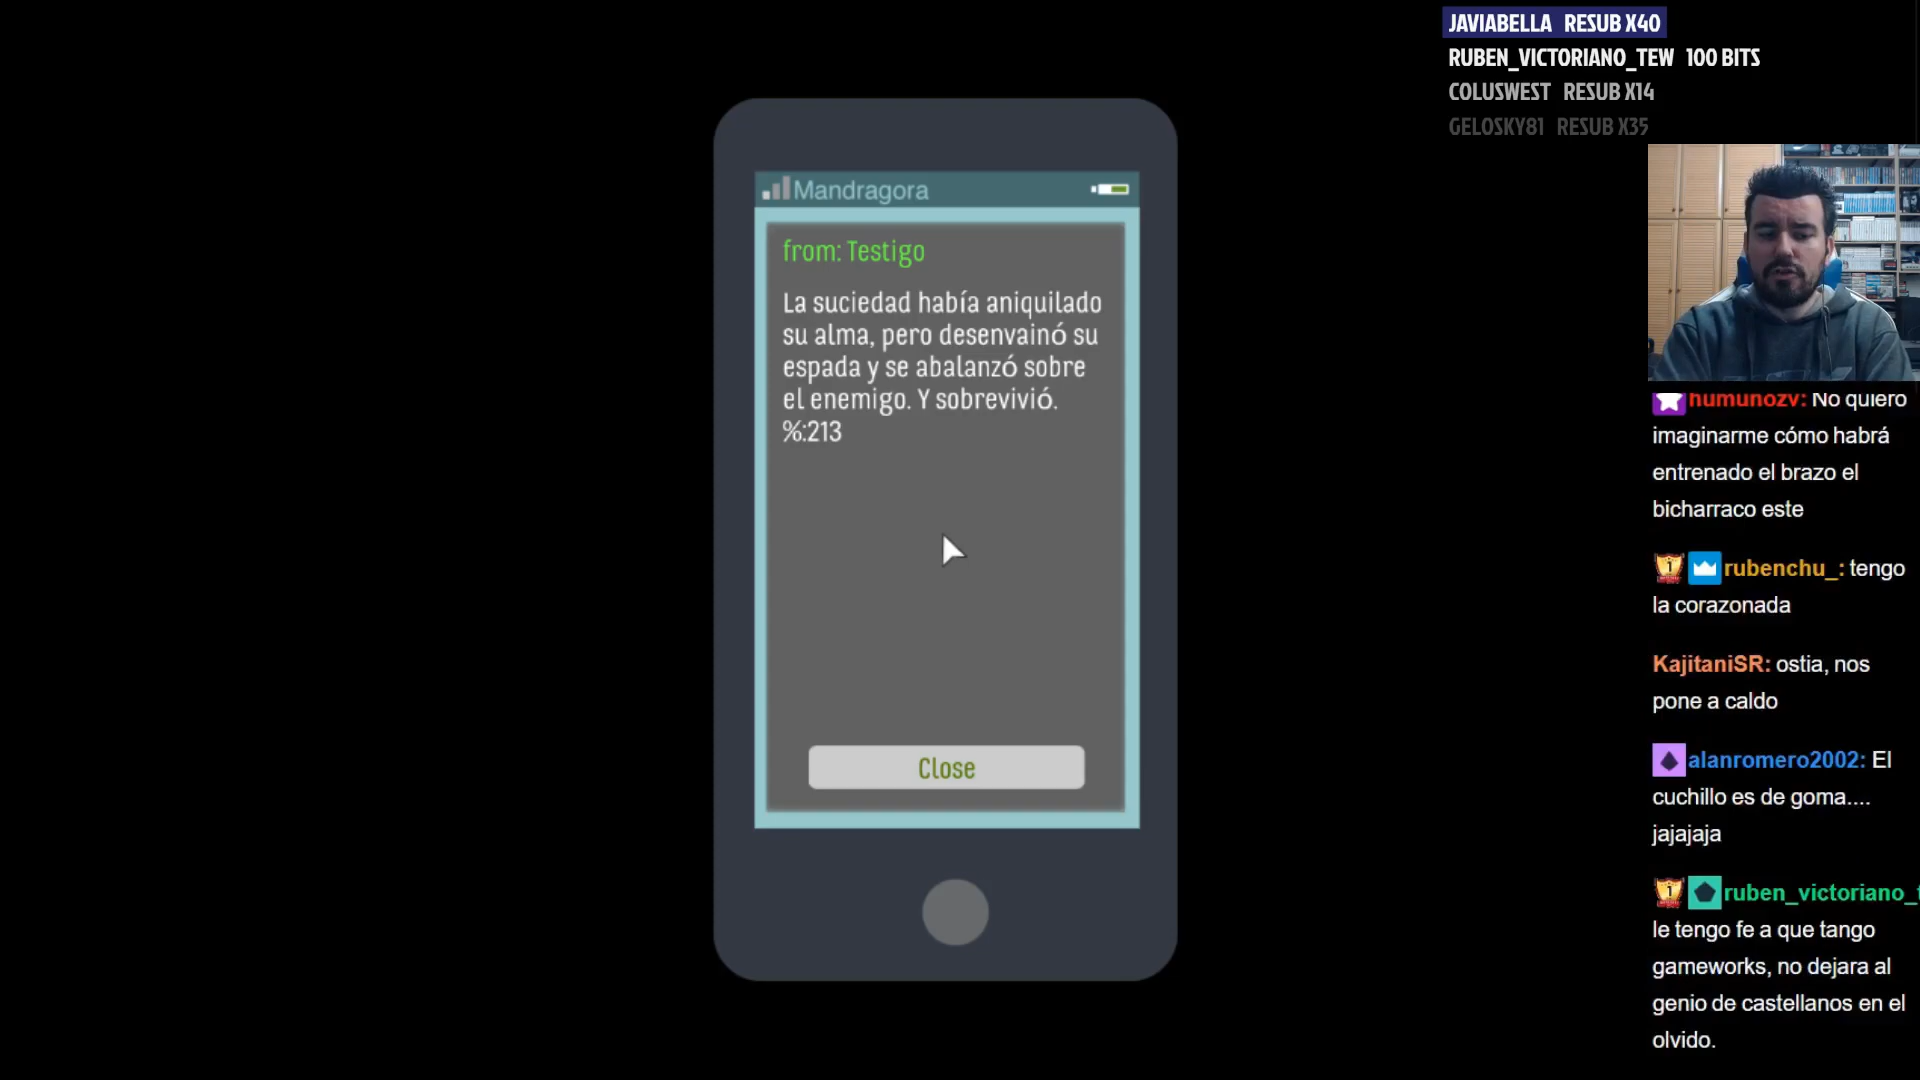 JAVIABELLA RESUB X40
RUBEN_VICTORIANO_TEW 100 BITS
COLUSWEST RESUB X14
GELOSKY81 RESUB X35
Mandragora
from: Testigo
La suciedad había aniquilado
su alma, pero desenvainó su
espada y se abalanzó sobre
el enemigo. Y sobrevivió.
%:213
Close
humunozv: No quiero
imaginarme cómo habrá
entrenado el brazo el
bicharraco este
rubenchu_: tengo
la corazonada
KajitaniSR: ostia, nos
pone a caldo
alanromero2002: El
cuchillo es de goma....
jajajaja
ruben_victoriano_
le tengo fe a que tango
gameworks, no dejara al
genio de castellanos en el
olvido.